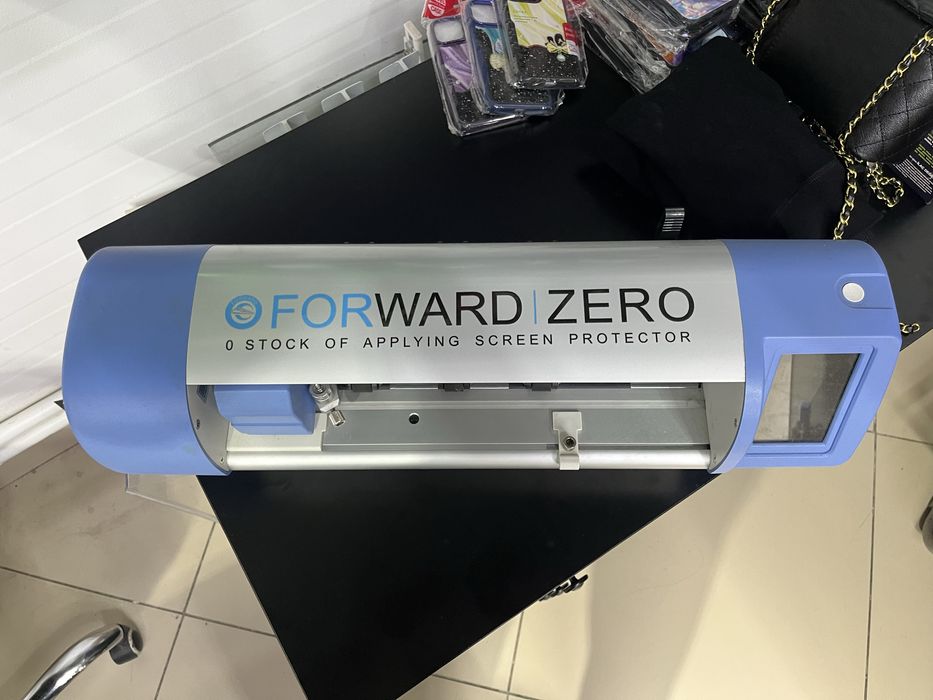 FORWARD | ZERO
0 STOCK OF APPLYING SCREEN PROTECTOR